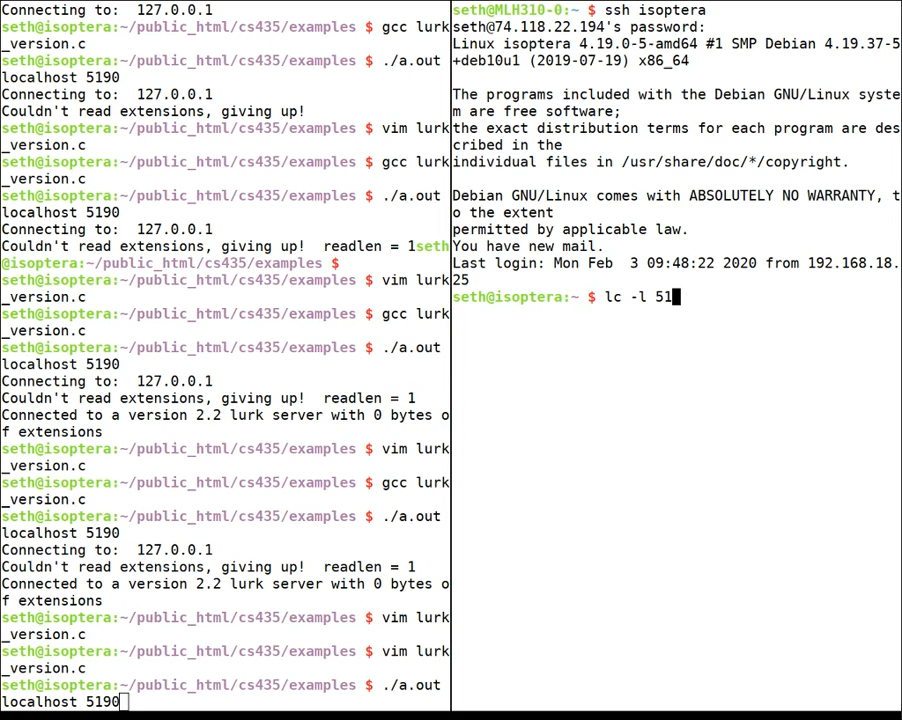 Connecting to:  127.0.0.1
seth@isoptera:~/public_html/cs435/examples $ gcc lurk
_version.c
seth@isoptera:~/public_html/cs435/examples $ ./a.out
localhost 5190
Connecting to:  127.0.0.1
Couldn't read extensions, giving up!
seth@isoptera:~/public_html/cs435/examples $ vim lurk
_version.c
seth@isoptera:~/public_html/cs435/examples $ gcc lurk
_version.c
seth@isoptera:~/public_html/cs435/examples $ ./a.out
localhost 5190
Connecting to:  127.0.0.1
Couldn't read extensions, giving up!  readlen = 1seth
@isoptera:~/public_html/cs435/examples $
seth@isoptera:~/public_html/cs435/examples $ vim lurk
_version.c
seth@isoptera:~/public_html/cs435/examples $ gcc lurk
_version.c
seth@isoptera:~/public_html/cs435/examples $ ./a.out
localhost 5190
Connecting to:  127.0.0.1
Couldn't read extensions, giving up!  readlen = 1
Connected to a version 2.2 lurk server with 0 bytes o
f extensions
seth@isoptera:~/public_html/cs435/examples $ vim lurk
_version.c
seth@isoptera:~/public_html/cs435/examples $ gcc lurk
_version.c
seth@isoptera:~/public_html/cs435/examples $ ./a.out
localhost 5190
Connecting to:  127.0.0.1
Couldn't read extensions, giving up!  readlen = 1
Connected to a version 2.2 lurk server with 0 bytes o
f extensions
seth@isoptera:~/public_html/cs435/examples $ vim lurk
_version.c
seth@isoptera:~/public_html/cs435/examples $ vim lurk
_version.c
seth@isoptera:~/public_html/cs435/examples $ ./a.out
localhost 5190
seth@MLH310-0:~ $ ssh isoptera
seth@74.118.22.194's password:
Linux isoptera 4.19.0-5-amd64 #1 SMP Debian 4.19.37-5
+deb10u1 (2019-07-19) x86_64
The programs included with the Debian GNU/Linux syste
m are free software;
the exact distribution terms for each program are des
cribed in the
individual files in /usr/share/doc/*/copyright.
Debian GNU/Linux comes with ABSOLUTELY NO WARRANTY, t
o the extent
permitted by applicable law.
You have new mail.
Last login: Mon Feb  3 09:48:22 2020 from 192.168.18.
25
seth@isoptera:~ $ lc -l 51